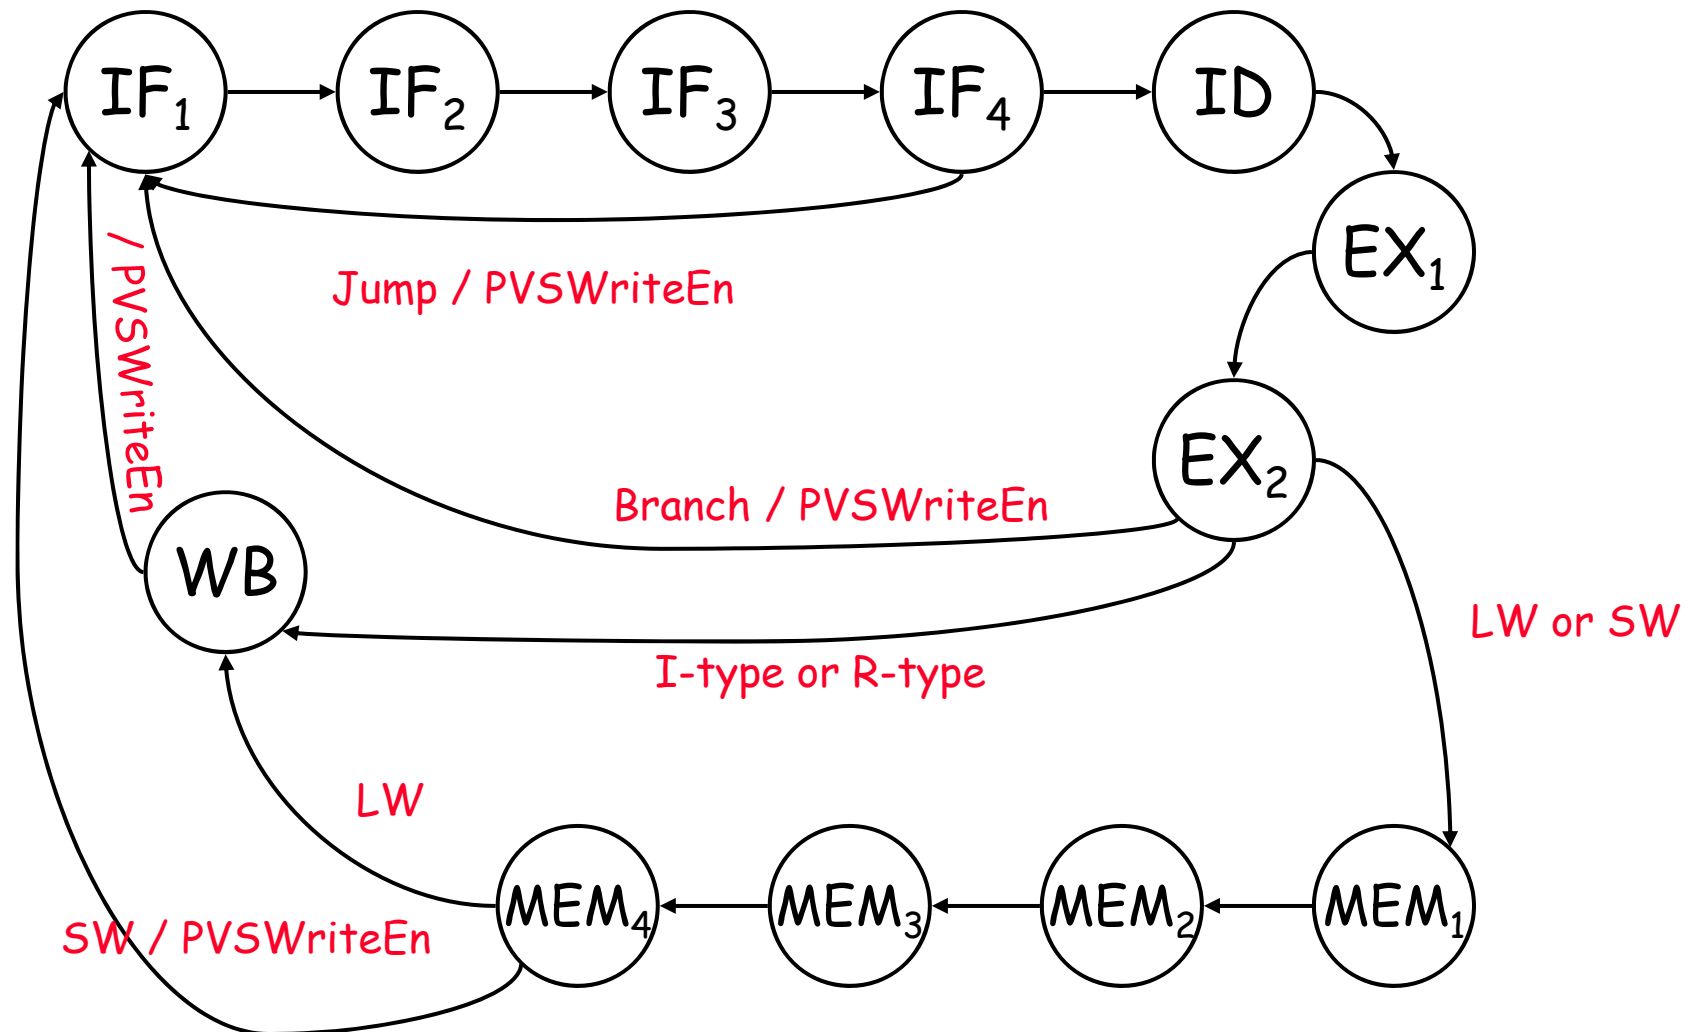 IF₁
IF₂
IF₃
IF₄
ID
EX₁
Jump / PVSWriteEn
/ PVSWriteEn
EX₂
Branch / PVSWriteEn
WB
LW or SW
I-type or R-type
LW
MEM₄
MEM₃
MEM₂
MEM₁
SW / PVSWriteEn